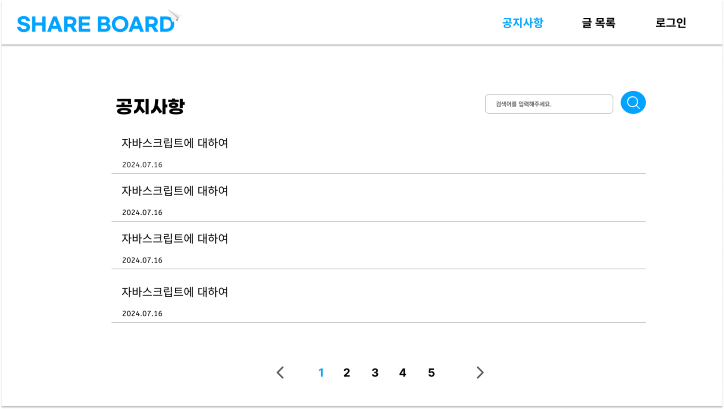 SHARE BOARD
공지사항 글 목록 로그인
공지사항
검색어를 입력해주세요.
자바스크립트에 대하여
2024.07.16
자바스크립트에 대하여
2024.07.16
자바스크립트에 대하여
2024.07.16
자바스크립트에 대하여
2024.07.16
1 2 3 4 5